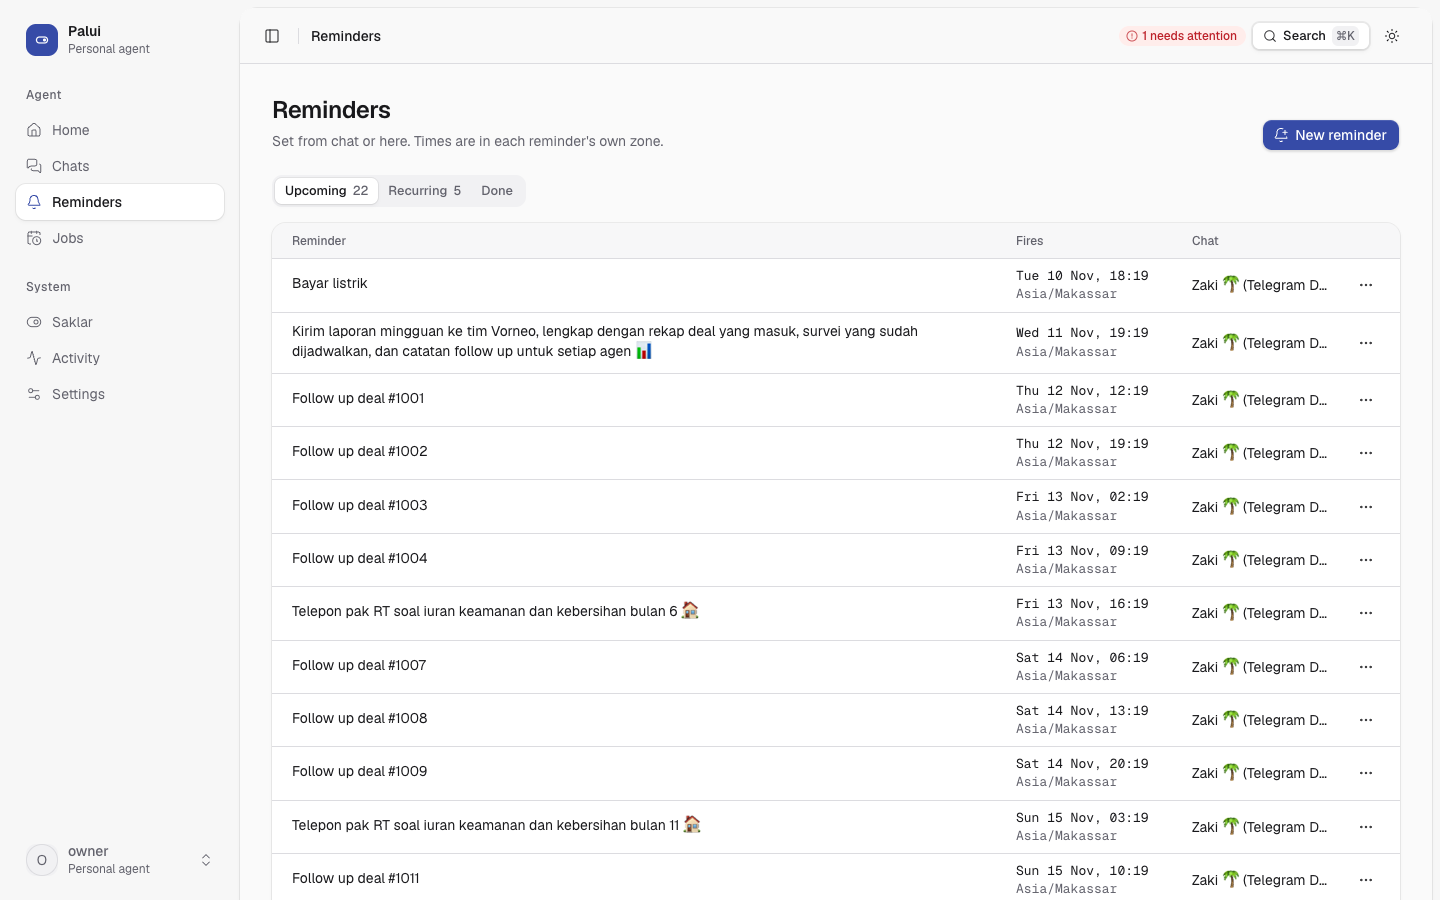 Palui
Personal agent
Agent
Home
Chats
Reminders
Jobs
System
Saklar
Activity
Settings
O
owner
Personal agent
Reminders
1 needs attention
Search ⌘K
Reminders
Set from chat or here. Times are in each reminder's own zone.
New reminder
Upcoming 22 Recurring 5 Done
Reminder Fires Chat
Bayar listrik
Tue 10 Nov, 18:19
Asia/Makassar
Zaki 🌴 (Telegram D...
Kirim laporan mingguan ke tim Vorneo, lengkap dengan rekap deal yang masuk, survei yang sudah
dijadwalkan, dan catatan follow up untuk setiap agen 📊
Wed 11 Nov, 19:19
Asia/Makassar
Zaki 🌴 (Telegram D...
Follow up deal #1001
Thu 12 Nov, 12:19
Asia/Makassar
Zaki 🌴 (Telegram D...
Follow up deal #1002
Thu 12 Nov, 19:19
Asia/Makassar
Zaki 🌴 (Telegram D...
Follow up deal #1003
Fri 13 Nov, 02:19
Asia/Makassar
Zaki 🌴 (Telegram D...
Follow up deal #1004
Fri 13 Nov, 09:19
Asia/Makassar
Zaki 🌴 (Telegram D...
Telepon pak RT soal iuran keamanan dan kebersihan bulan 6 🏠
Fri 13 Nov, 16:19
Asia/Makassar
Zaki 🌴 (Telegram D...
Follow up deal #1007
Sat 14 Nov, 06:19
Asia/Makassar
Zaki 🌴 (Telegram D...
Follow up deal #1008
Sat 14 Nov, 13:19
Asia/Makassar
Zaki 🌴 (Telegram D...
Follow up deal #1009
Sat 14 Nov, 20:19
Asia/Makassar
Zaki 🌴 (Telegram D...
Telepon pak RT soal iuran keamanan dan kebersihan bulan 11 🏠
Sun 15 Nov, 03:19
Asia/Makassar
Zaki 🌴 (Telegram D...
Follow up deal #1011
Sun 15 Nov, 10:19
Asia/Makassar
Zaki 🌴 (Telegram D...